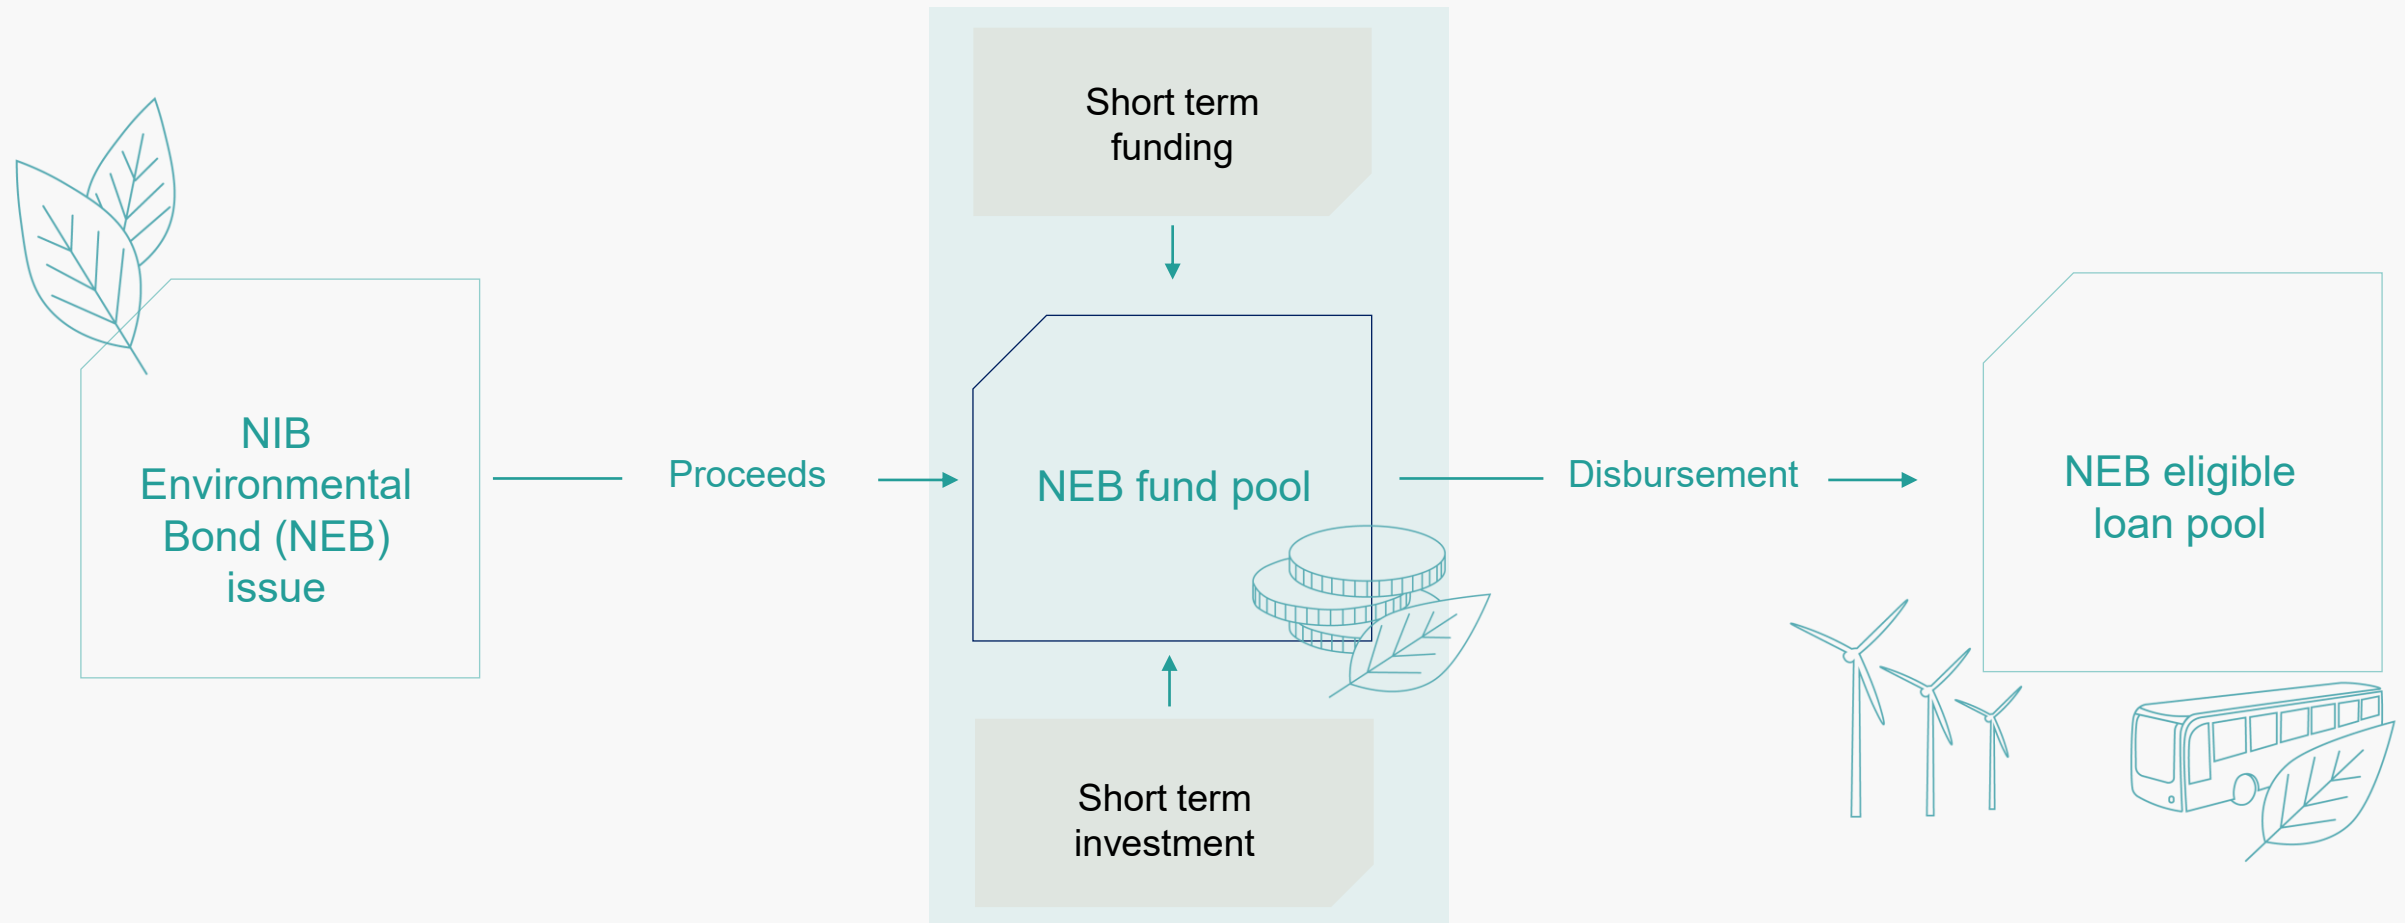 Short term
funding
NIB
Environmental
Bond (NEB)
issue
Proceeds
NEB fund pool
Disbursement
NEB eligible
loan pool
Short term
investment